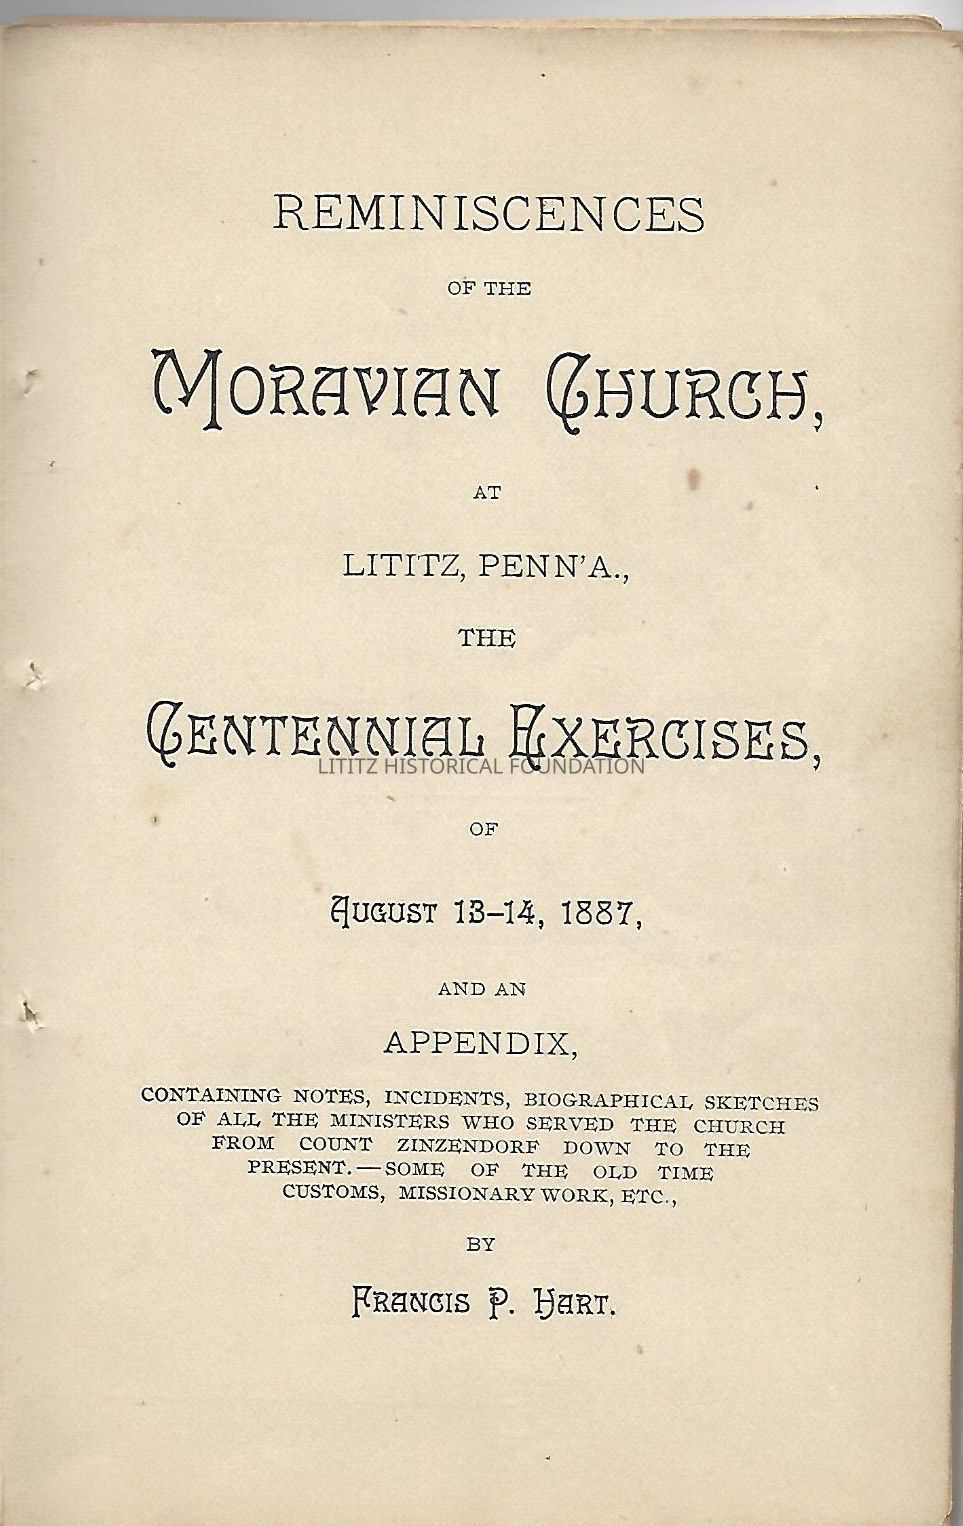 REMINISCENCES
OF THE
MORAVIAN CHURCH,
AT
LITITZ, PENN'A.,
THE
CENTENNIAL EXERCISES,
LITITZ HISTORICAL FOUNDATION
OF
AUGUST 13–14, 1887,
AND AN
APPENDIX,
CONTAINING NOTES, INCIDENTS, BIOGRAPHICAL SKETCHES
OF ALL THE MINISTERS WHO SERVED THE CHURCH
FROM COUNT ZINZENDORF DOWN TO THE
PRESENT.—SOME OF THE OLD TIME
CUSTOMS, MISSIONARY WORK, ETC.,
BY
FRANCIS P. HART.